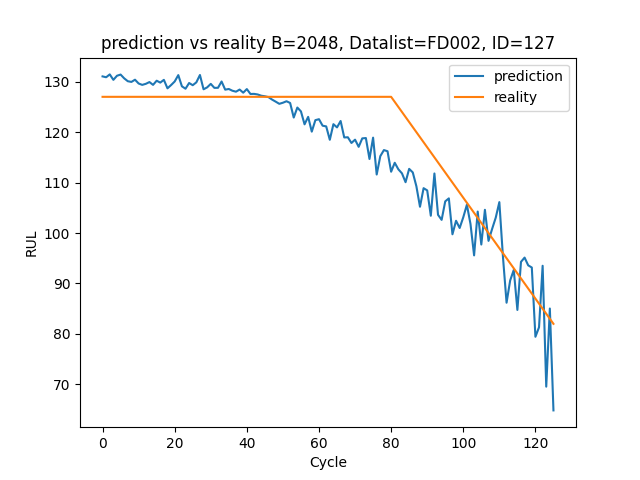 prediction vs reality B=2048, Datalist=FD002, ID=127
prediction
reality
RUL
130
120
110
100
90
80
70
0 20 40 60 80 100 120
Cycle